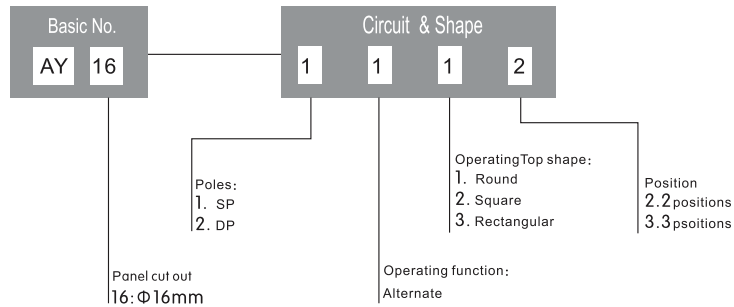 Basic No.
Circuit & Shape
AY 16
1 1 1 2
Poles:
1. SP
2. DP
OperatingTop shape:
1. Round
2. Square
3. Rectangular
Position
2.2positions
3.3psoitions
Panel cut out
16:Φ16mm
Operating function:
Alternate